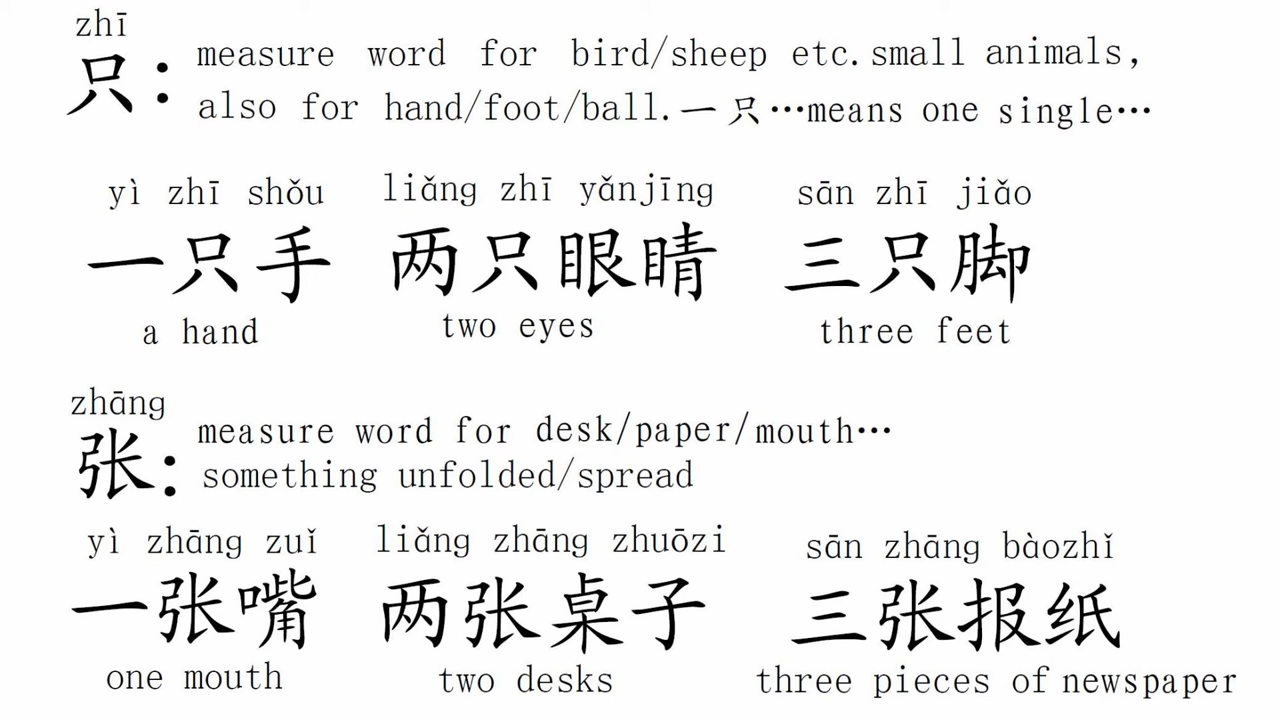 zhī
只：measure word for bird/sheep etc.small animals,
also for hand/foot/ball.一只…means one single…
yì zhī shǒu liǎng zhī yǎnjīng sān zhī jiǎo
一只手 两只眼睛 三只脚
a hand two eyes three feet
zhāng
张：measure word for desk/paper/mouth…
something unfolded/spread
yì zhāng zuǐ liǎng zhāng zhuōzi sān zhāng bàozhǐ
一张嘴 两张桌子 三张报纸
one mouth two desks three pieces of newspaper